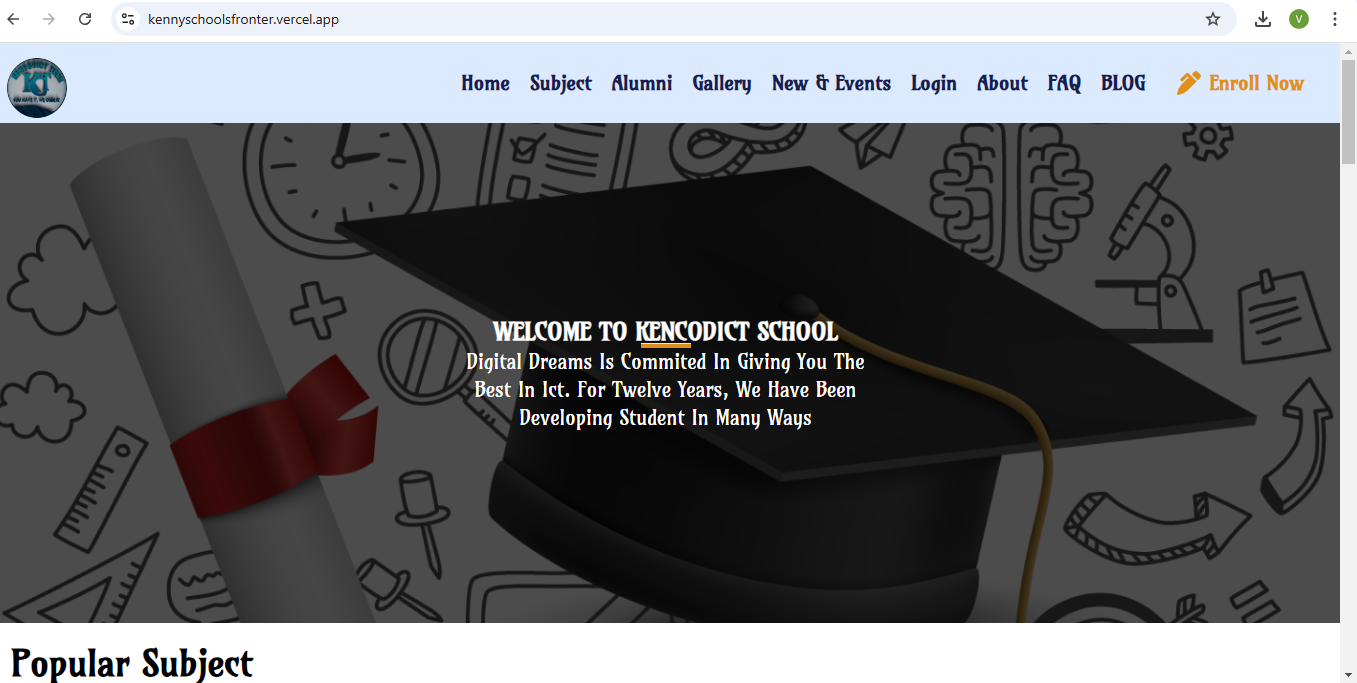 kennyschoolsfronter.vercel.app
V
KJ
Home Subject Alumni Gallery New & Events Login About FAQ BLOG Enroll Now
WELCOME TO KENCODICT SCHOOL
Digital Dreams Is Commited In Giving You The
Best In Ict. For Twelve Years, We Have Been
Developing Student In Many Ways
Popular Subject